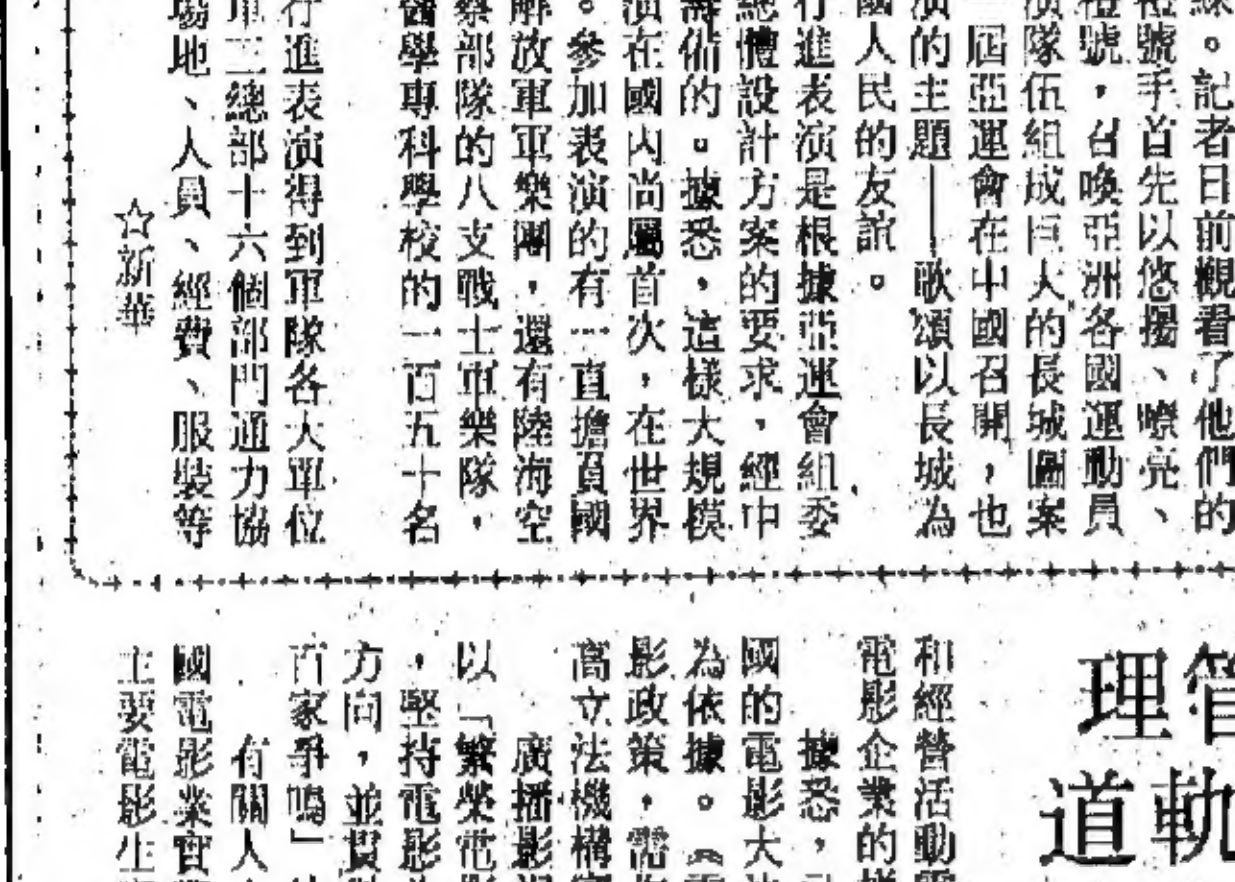 線。記者日前觀看了他們的
禮號手首先以悠揚、嘹亮、
禮號，召喚亞洲各國運動員
演隊伍組成巨大的長城圖案
屆亞運會在中國召開，也
演的主題——歌頌以長城為
國人民的友誼。
行進表演是根據亞運會組委
總體設計方案的要求，經中
籌備的。據悉，這樣大規模
演在國內尚屬首次，在世界
。參加表演的有一直擔負國
解放軍軍樂團，還有陸海空
察部隊的八支戰士軍樂隊，
醫學專科學校的一百五十名
行進表演得到軍隊各大單位
軍三總部十六個部門通力協
場地、人員、經費、服裝等
☆新華
管軌
理道
和經營活動
電影企業的
據悉，
國的電影大
為依據。
影政策，需
高立法機構
廣播影視
以「繁榮電影
，堅持電影
方向，並貫
百家爭鳴」
有關人
國電影業實
主要電影生